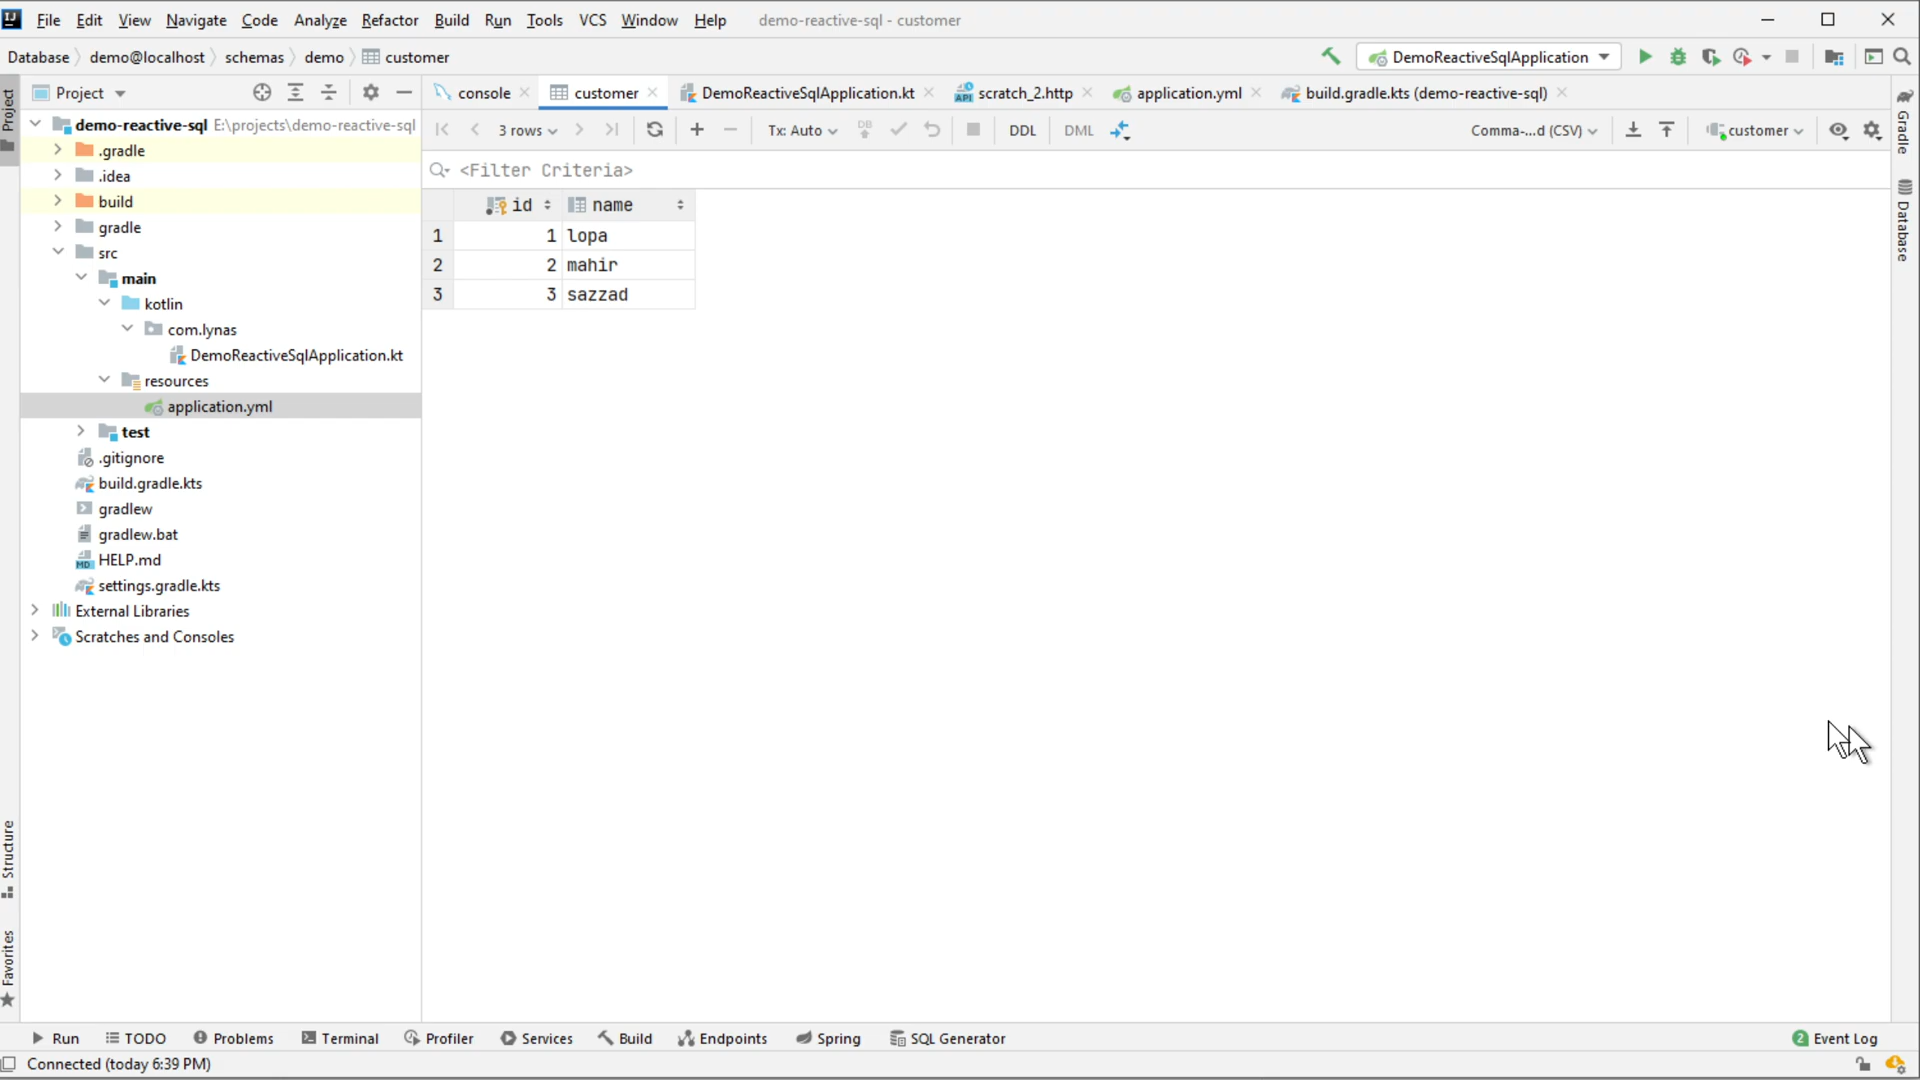 File Edit View Navigate Code Analyze Refactor Build Run Tools VCS Window Help demo-reactive-sql - customer
Database demo@localhost schemas demo customer DemoReactiveSqlApplication
Project
console customer DemoReactiveSqlApplication.kt scratch_2.http application.yml build.gradle.kts (demo-reactive-sql)
3 rows Tx: Auto DB DDL DML Comma-...d (CSV) customer
<Filter Criteria>
id name
1 1 lopa
2 2 mahir
3 3 sazzad
demo-reactive-sql E:\projects\demo-reactive-sql
.gradle
.idea
build
gradle
src
main
kotlin
com.lynas
DemoReactiveSqlApplication.kt
resources
application.yml
test
.gitignore
build.gradle.kts
gradlew
gradlew.bat
HELP.md
settings.gradle.kts
External Libraries
Scratches and Consoles
Project
Structure
Favorites
Gradle
Database
Run TODO Problems Terminal Profiler Services Build Endpoints Spring SQL Generator 2 Event Log
Connected (today 6:39 PM)